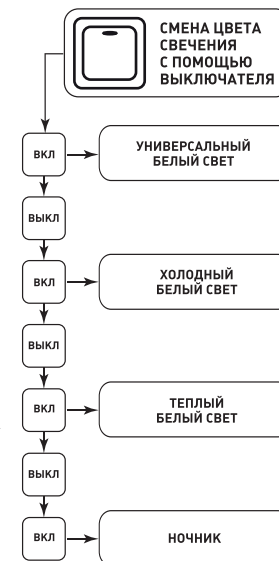 СМЕНА ЦВЕТА
СВЕЧЕНИЯ
С ПОМОЩЬЮ
ВЫКЛЮЧАТЕЛЯ
ВКЛ
УНИВЕРСАЛЬНЫЙ
БЕЛЫЙ СВЕТ
ВЫКЛ
ВКЛ
ХОЛОДНЫЙ
БЕЛЫЙ СВЕТ
ВЫКЛ
ВКЛ
ТЕПЛЫЙ
БЕЛЫЙ СВЕТ
ВЫКЛ
ВКЛ
НОЧНИК